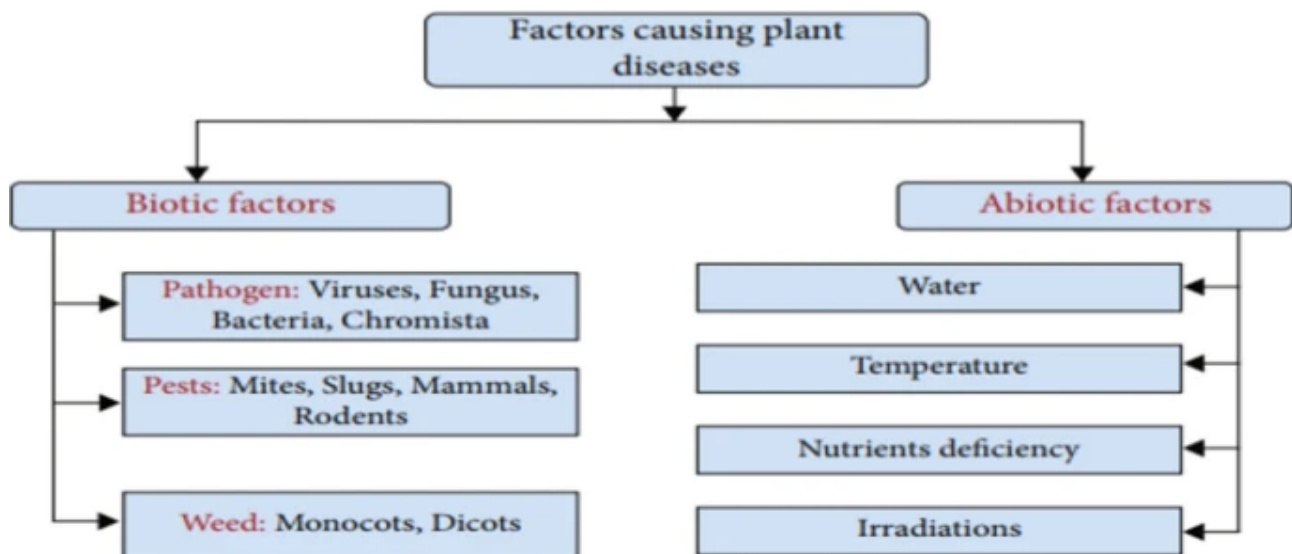 Factors causing plant
diseases
Biotic factors
Pathogen: Viruses, Fungus,
Bacteria, Chromista
Pests: Mites, Slugs, Mammals,
Rodents
Weed: Monocots, Dicots
Abiotic factors
Water
Temperature
Nutrients deficiency
Irradiations